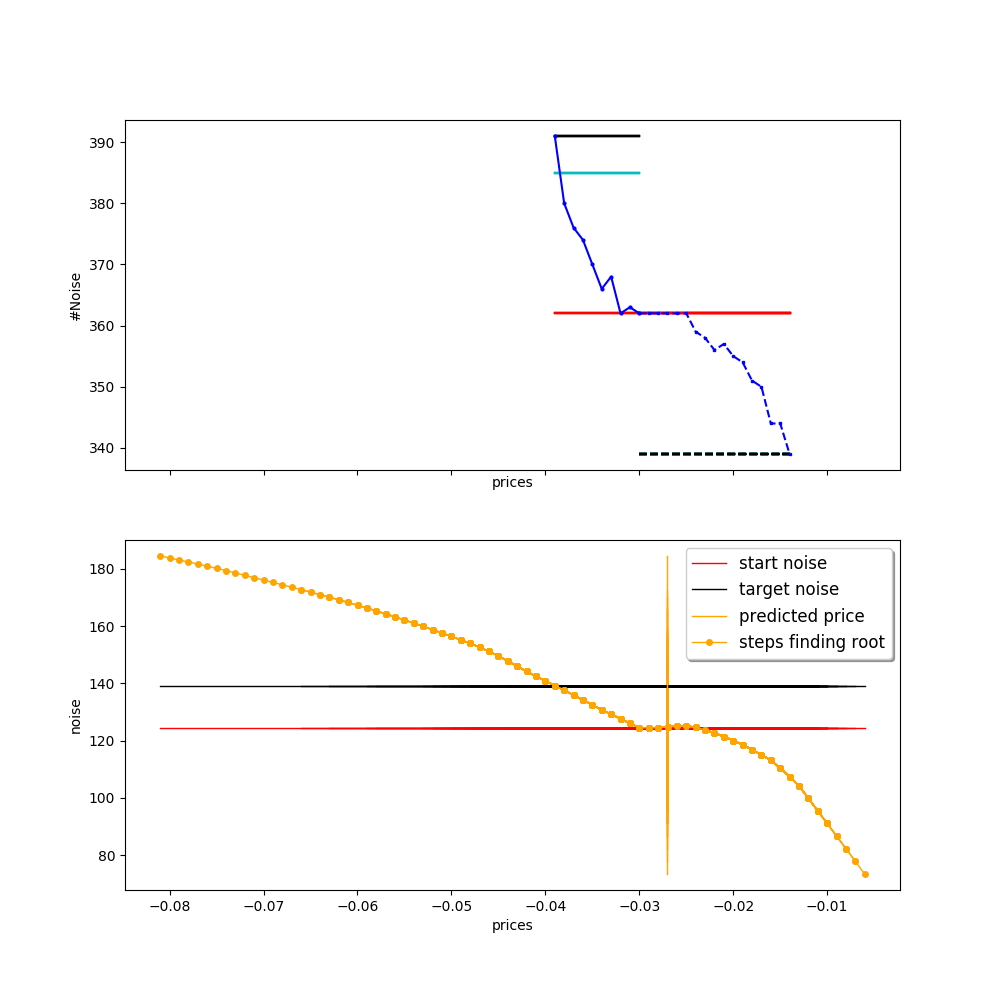 390
380
370
360
350
340
#Noise
prices
180
160
140
120
100
80
noise
start noise
target noise
predicted price
steps finding root
−0.08 −0.07 −0.06 −0.05 −0.04 −0.03 −0.02 −0.01
prices